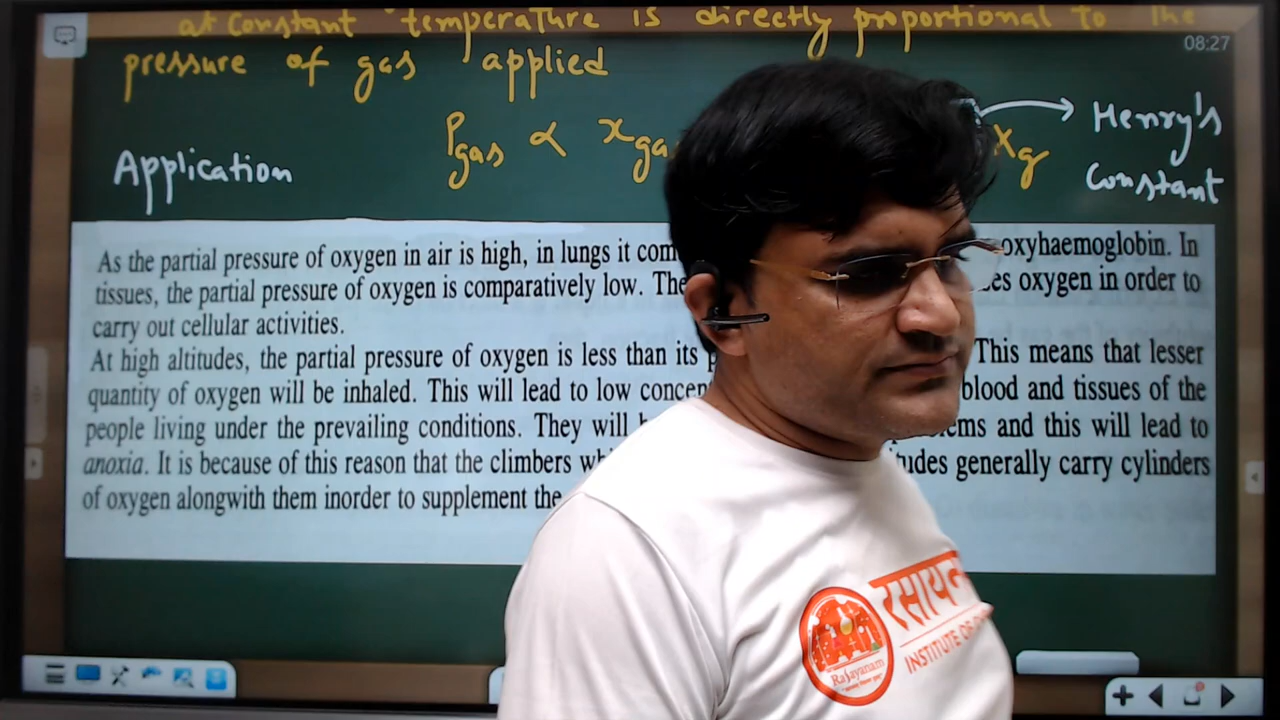 at Constant temperature is directly proportional to the
pressure of gas applied
08:27
Pgas ∝ xga xg Henry's
Application Constant
As the partial pressure of oxygen in air is high, in lungs it com oxyhaemoglobin. In
tissues, the partial pressure of oxygen is comparatively low. The es oxygen in order to
carry out cellular activities.
At high altitudes, the partial pressure of oxygen is less than its p This means that lesser
quantity of oxygen will be inhaled. This will lead to low concen blood and tissues of the
people living under the prevailing conditions. They will ems and this will lead to
anoxia. It is because of this reason that the climbers wh tudes generally carry cylinders
of oxygen alongwith them inorder to supplement the
रसायन
INSTITUTE OF
Rasayanam